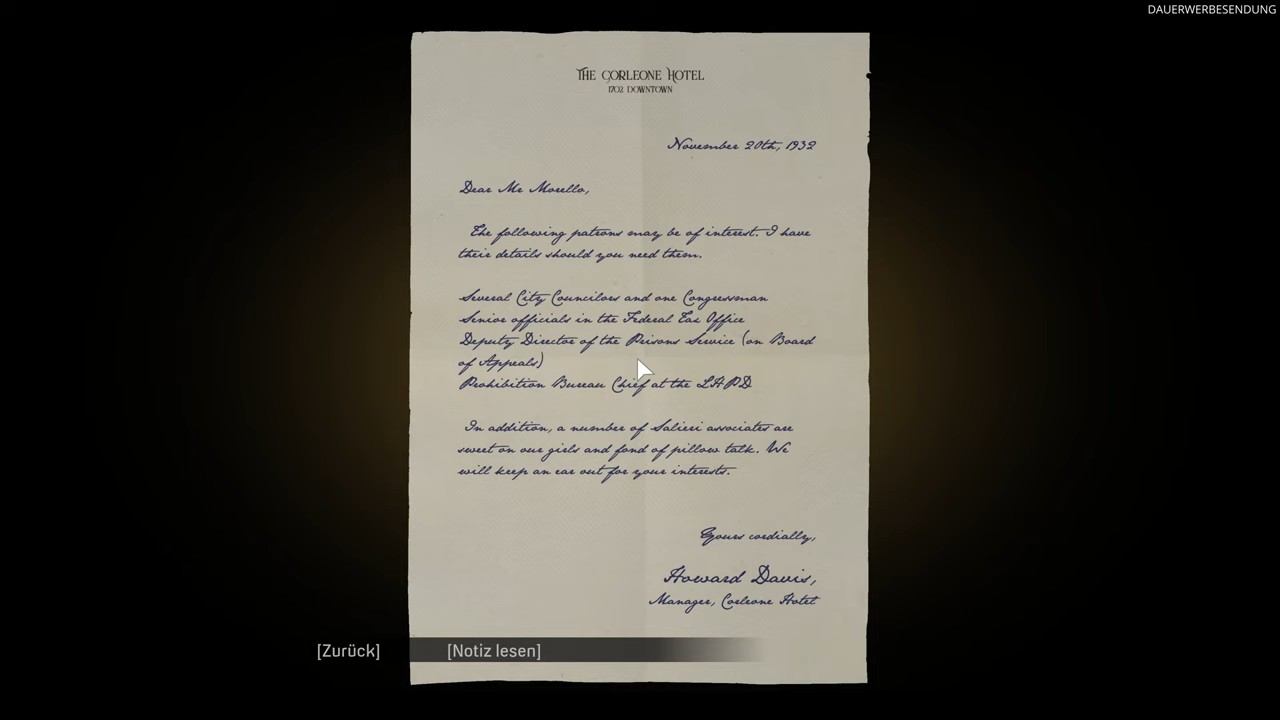 DAUERWERBESENDUNG
THE CORLEONE HOTEL
1702 DOWNTOWN
November 20th, 1932
Dear Mr Morello,
The following patrons may be of interest. I have
their details should you need them.
Several City Councilors and one Congressman
Senior officials in the Federal Tax Office
Deputy Director of the Prisons Service (on Board
of Appeals)
Prohibition Bureau Chief at the LHPD
In addition, a number of Salieri associates are
sweet on our girls and fond of pillow talk. We
will keep an ear out for your interests.
Yours cordially,
Howard Davis,
Manager, Corleone Hotel
[Zurück] [Notiz lesen]